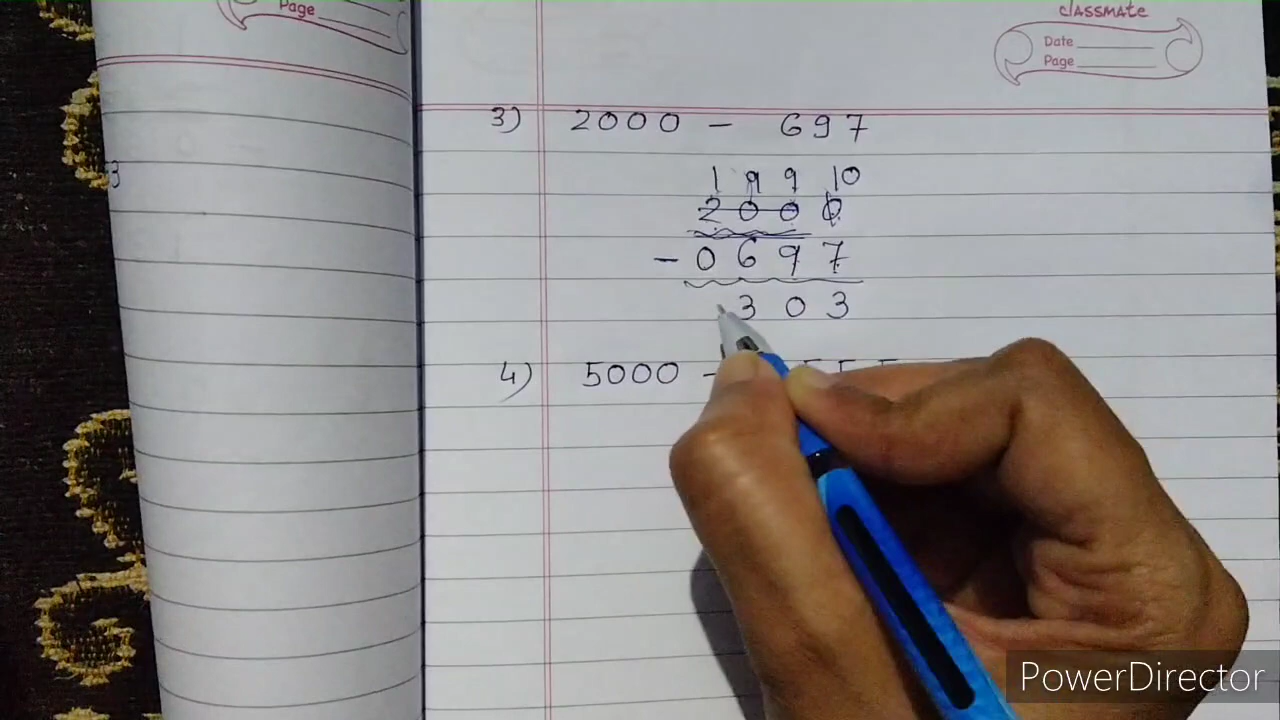 Page
classmate
Date
Page
3) 2000 - 697
3
1 9 9 10
2 0 0 0
- 0 6 9 7
3 0 3
4) 5000 -
PowerDirector